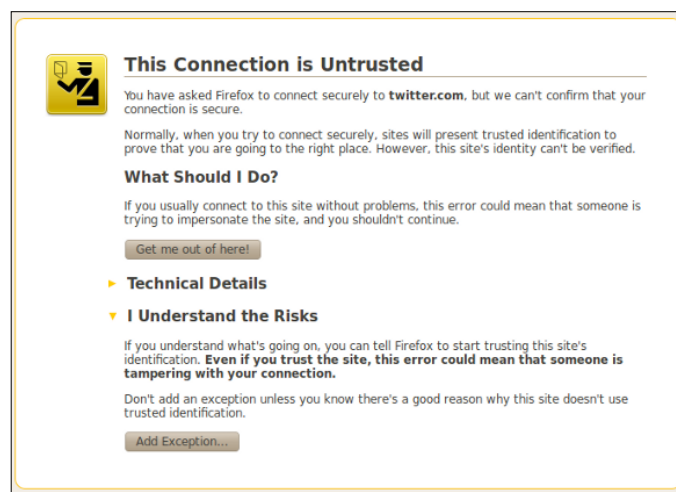 This Connection is Untrusted
You have asked Firefox to connect securely to twitter.com, but we can't confirm that your
connection is secure.
Normally, when you try to connect securely, sites will present trusted identification to
prove that you are going to the right place. However, this site's identity can't be verified.
What Should I Do?
If you usually connect to this site without problems, this error could mean that someone is
trying to impersonate the site, and you shouldn't continue.
Get me out of here!
Technical Details
I Understand the Risks
If you understand what's going on, you can tell Firefox to start trusting this site's
identification. Even if you trust the site, this error could mean that someone is
tampering with your connection.
Don't add an exception unless you know there's a good reason why this site doesn't use
trusted identification.
Add Exception...